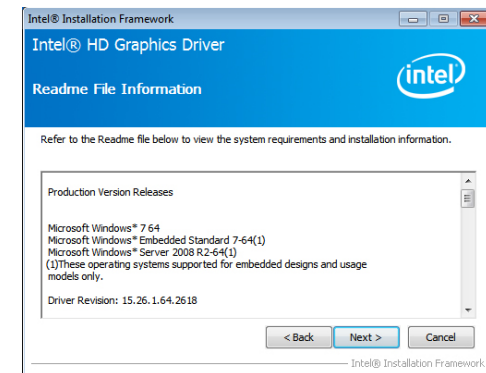 Intel® Installation Framework
Intel® HD Graphics Driver
intel
Readme File Information
Refer to the Readme file below to view the system requirements and installation information.
Production Version Releases
Microsoft Windows* 7 64
Microsoft Windows* Embedded Standard 7-64(1)
Microsoft Windows* Server 2008 R2-64(1)
(1)These operating systems supported for embedded designs and usage
models only.
Driver Revision: 15.26.1.64.2618
< Back Next > Cancel
Intel® Installation Framework